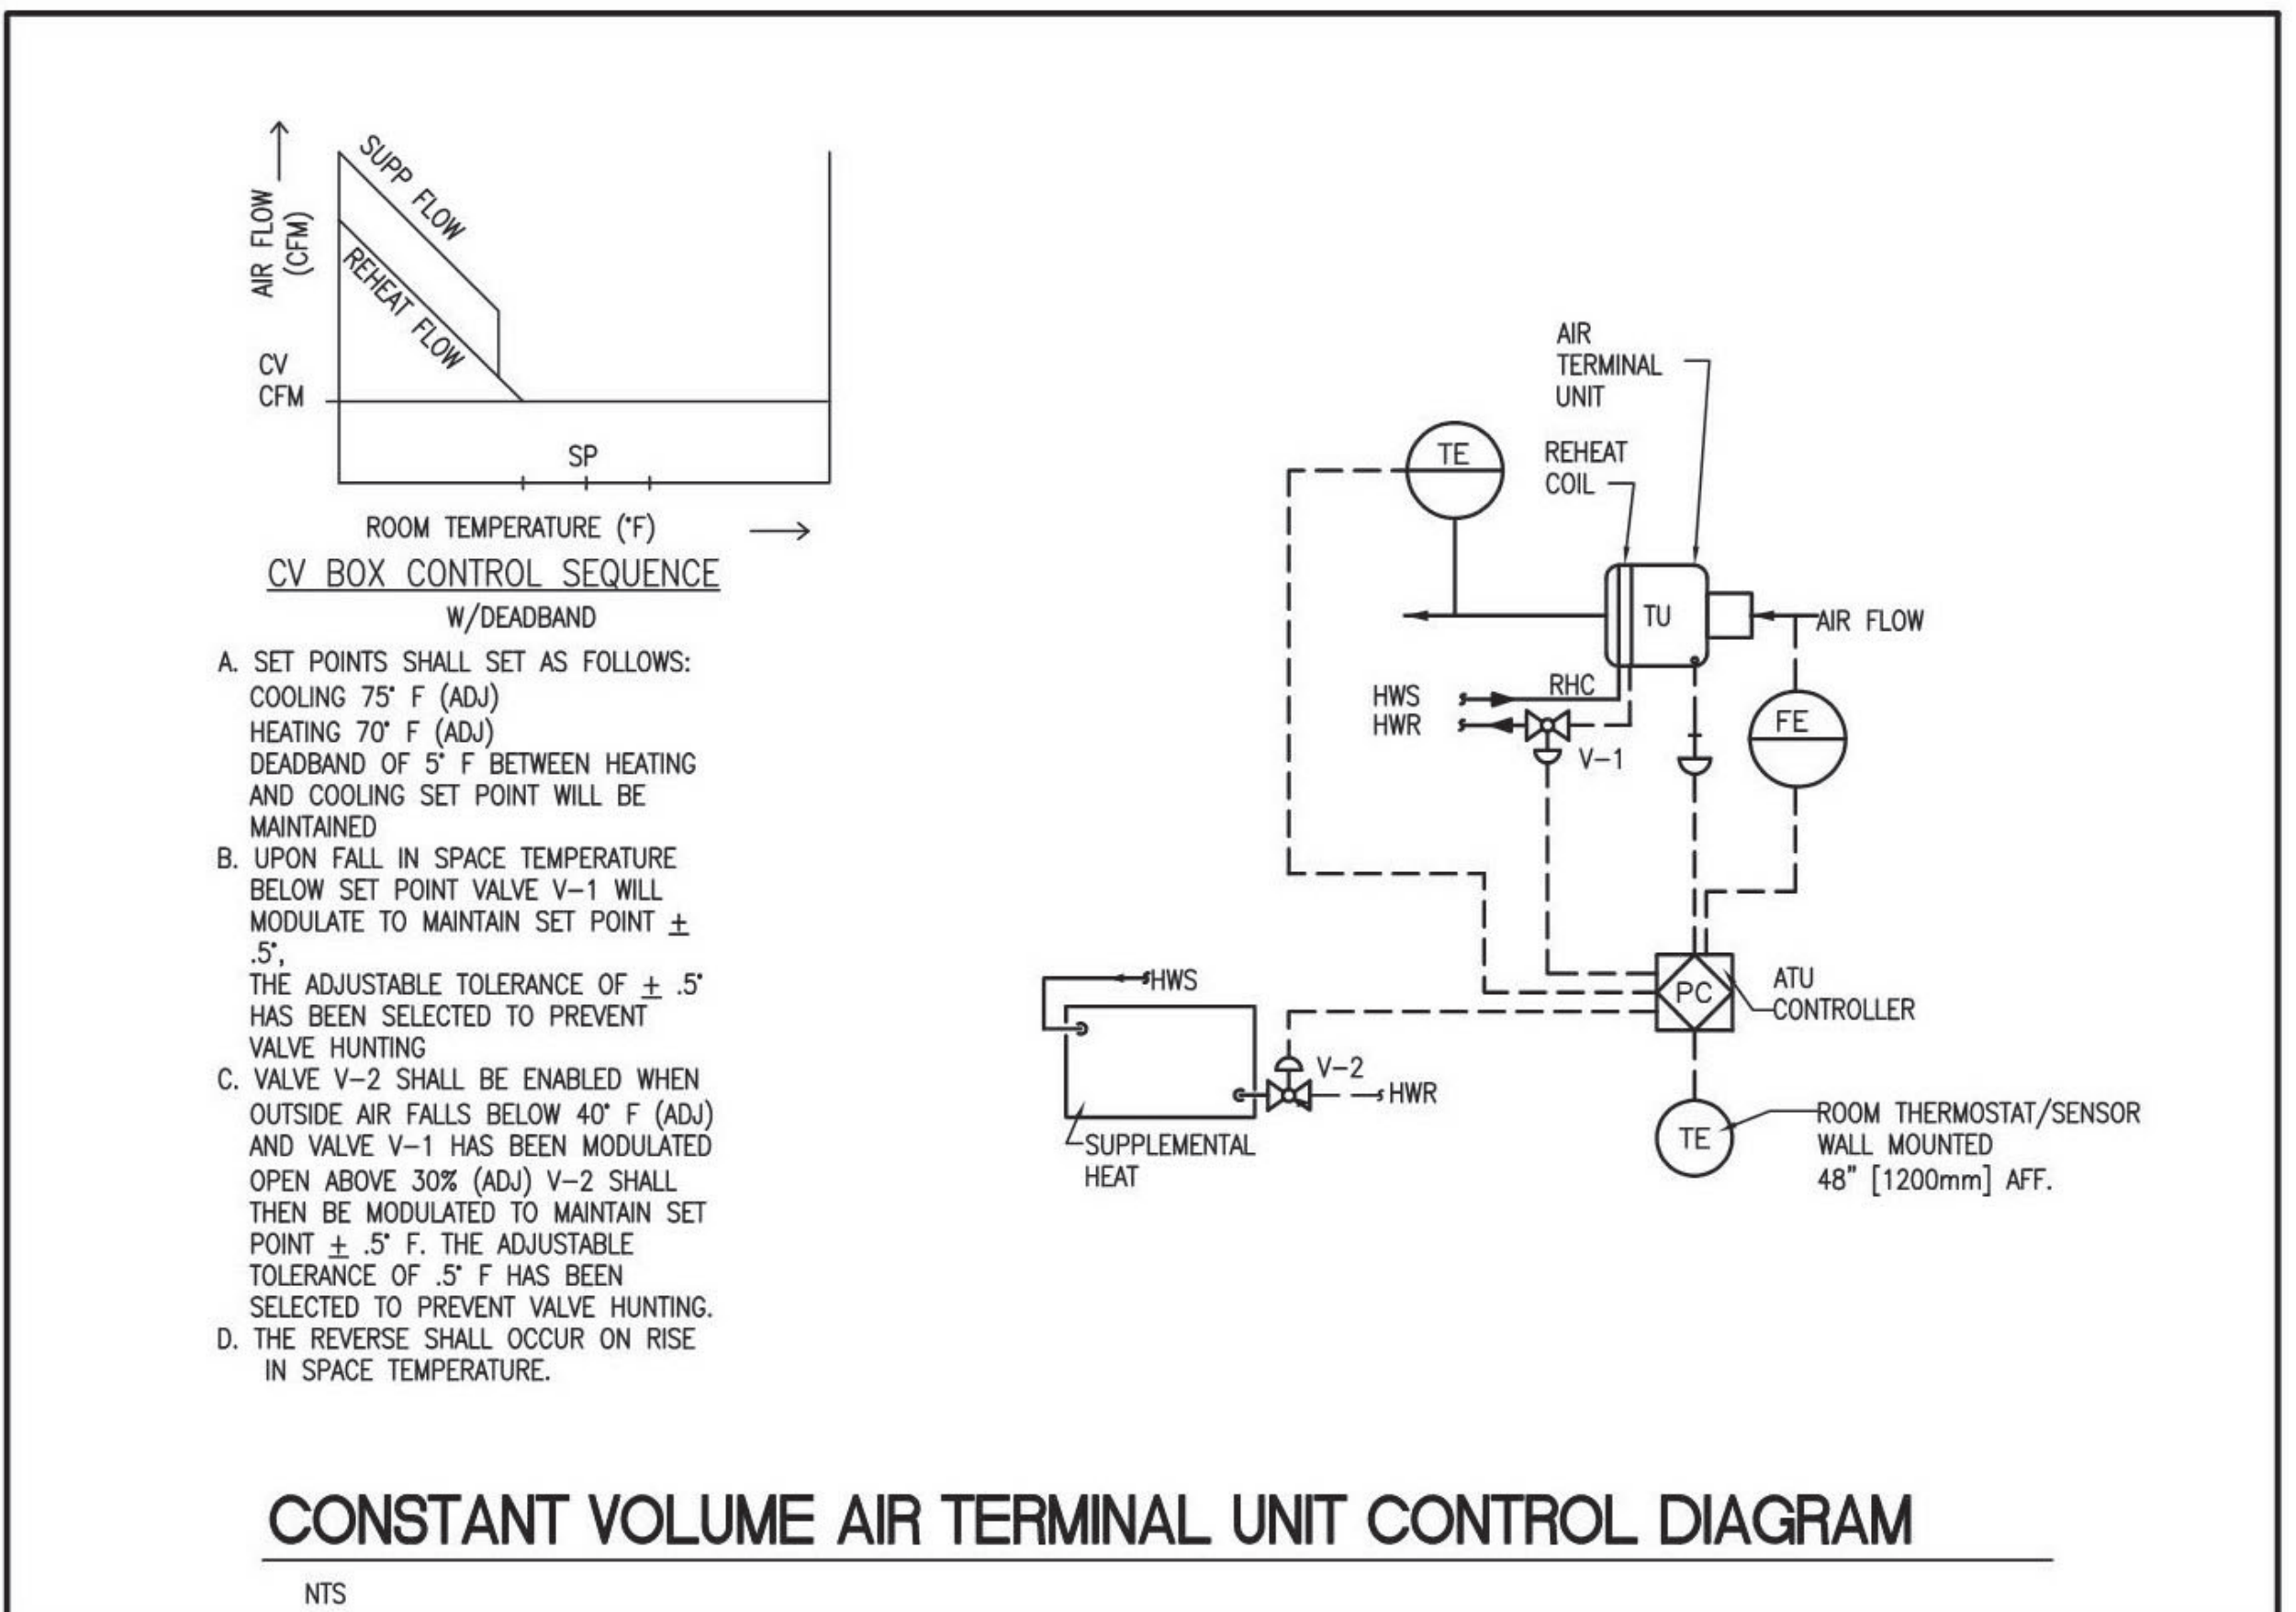 SUPP FLOW
REHEAT FLOW
AIR FLOW
(CFM)
CV
CFM
SP
ROOM TEMPERATURE (°F)
CV BOX CONTROL SEQUENCE
W/DEADBAND
A. SET POINTS SHALL SET AS FOLLOWS:
COOLING 75° F (ADJ)
HEATING 70° F (ADJ)
DEADBAND OF 5° F BETWEEN HEATING
AND COOLING SET POINT WILL BE
MAINTAINED
B. UPON FALL IN SPACE TEMPERATURE
BELOW SET POINT VALVE V-1 WILL
MODULATE TO MAINTAIN SET POINT ±
.5°,
THE ADJUSTABLE TOLERANCE OF ± .5°
HAS BEEN SELECTED TO PREVENT
VALVE HUNTING
C. VALVE V-2 SHALL BE ENABLED WHEN
OUTSIDE AIR FALLS BELOW 40° F (ADJ)
AND VALVE V-1 HAS BEEN MODULATED
OPEN ABOVE 30% (ADJ) V-2 SHALL
THEN BE MODULATED TO MAINTAIN SET
POINT ± .5° F. THE ADJUSTABLE
TOLERANCE OF .5° F HAS BEEN
SELECTED TO PREVENT VALVE HUNTING.
D. THE REVERSE SHALL OCCUR ON RISE
IN SPACE TEMPERATURE.
AIR
TERMINAL
UNIT
TE
REHEAT
COIL
TU
AIR FLOW
RHC
HWS
HWR
V-1
FE
PC
ATU
CONTROLLER
HWS
V-2
HWR
SUPPLEMENTAL
HEAT
TE
ROOM THERMOSTAT/SENSOR
WALL MOUNTED
48" [1200mm] AFF.
CONSTANT VOLUME AIR TERMINAL UNIT CONTROL DIAGRAM
NTS